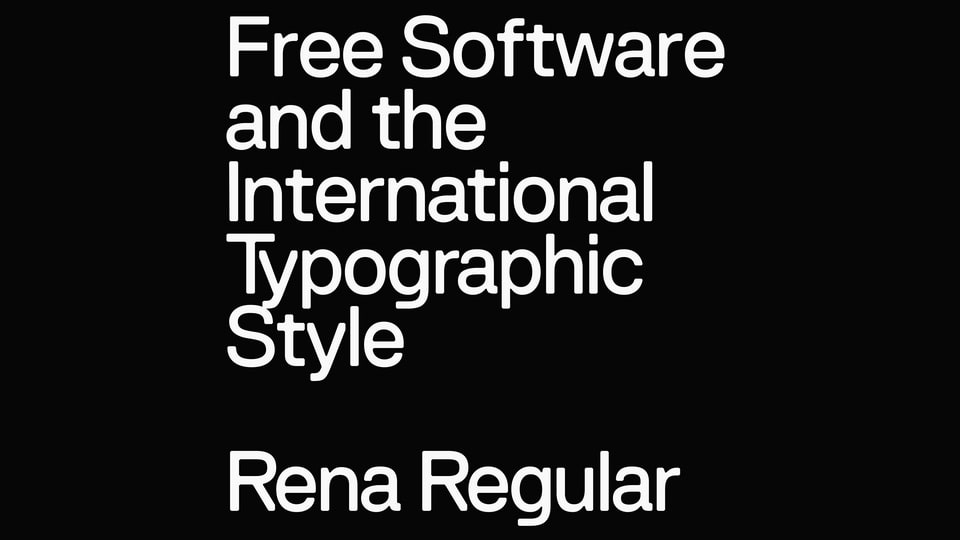 Free Software
and the
International
Typographic
Style
Rena Regular